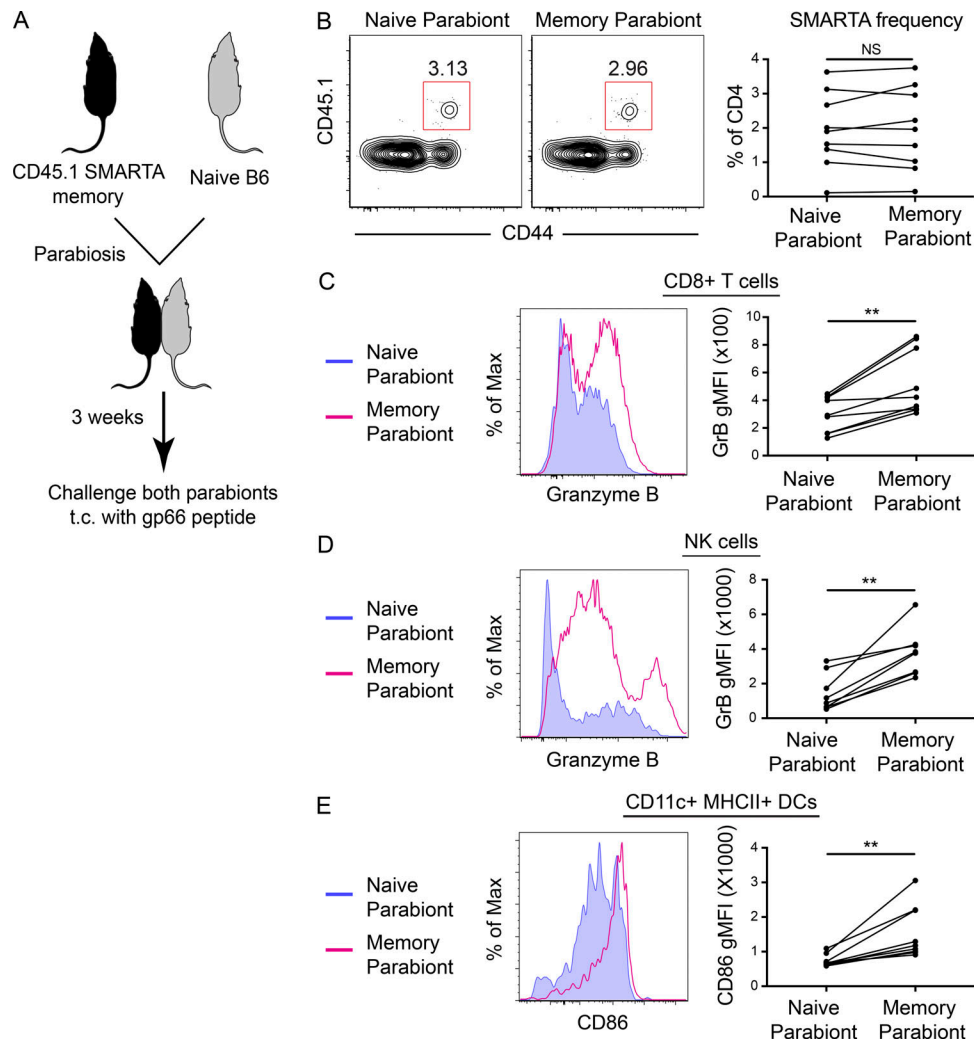 A
CD45.1 SMARTA
memory
Naive B6
Parabiosis
3 weeks
Challenge both parabionts
t.c. with gp66 peptide
B
Naive Parabiont
Memory Parabiont
3.13
2.96
CD45.1
CD44
SMARTA frequency
NS
% of CD4
4
3
2
1
0
Naive
Parabiont
Memory
Parabiont
C
CD8+ T cells
Naive
Parabiont
Memory
Parabiont
% of Max
Granzyme B
GrB gMFI (x100)
10
8
6
4
2
0
**
Naive
Parabiont
Memory
Parabiont
D
NK cells
Naive
Parabiont
Memory
Parabiont
% of Max
Granzyme B
GrB gMFI (x1000)
8
6
4
2
0
**
Naive
Parabiont
Memory
Parabiont
E
CD11c+ MHCII+ DCs
Naive
Parabiont
Memory
Parabiont
% of Max
CD86
CD86 gMFI (X1000)
4
3
2
1
0
**
Naive
Parabiont
Memory
Parabiont